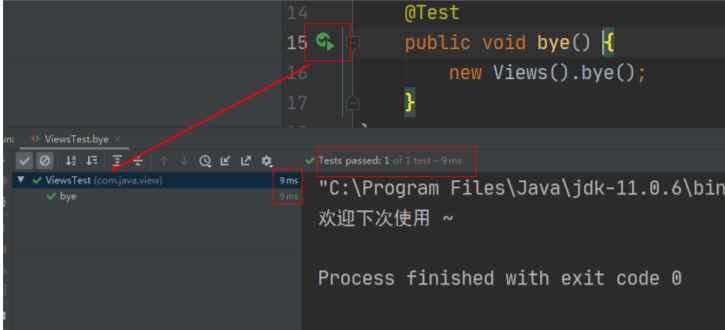 14 @Test
15 public void bye() {
16 new Views().bye();
17 }
}
ViewsTest.bye ×
Tests passed: 1 of 1 test – 9 ms
ViewsTest (com.java.view) 9 ms
bye 9 ms
"C:\Program Files\Java\jdk-11.0.6\bin
欢迎下次使用 ~
Process finished with exit code 0